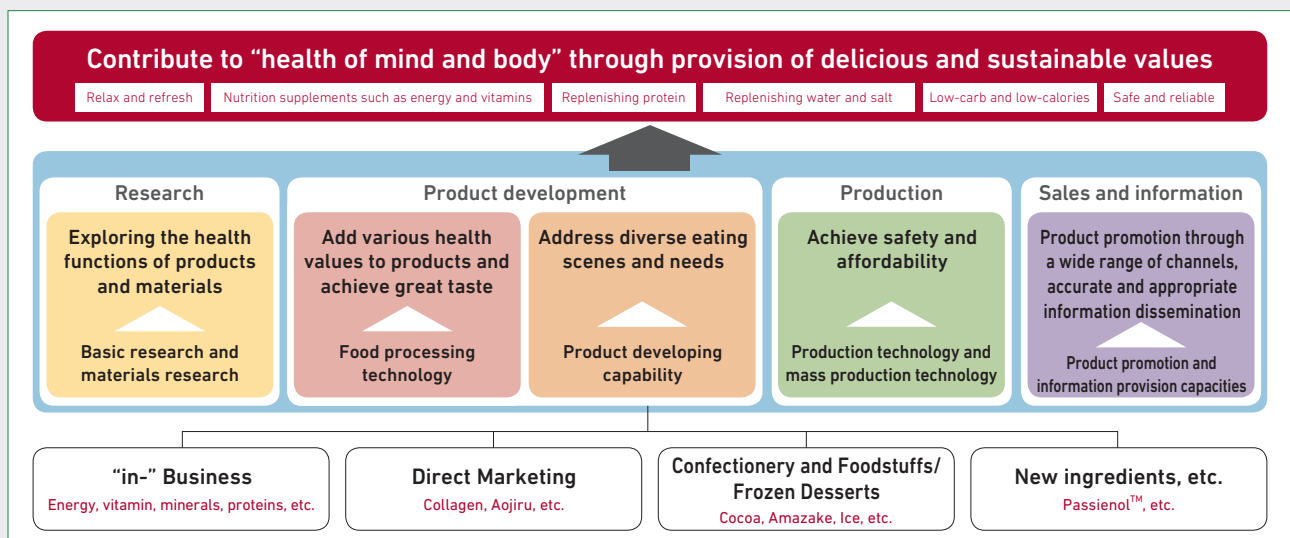 Contribute to “health of mind and body” through provision of delicious and sustainable values
Relax and refresh
Nutrition supplements such as energy and vitamins
Replenishing protein
Replenishing water and salt
Low-carb and low-calories
Safe and reliable
Research
Exploring the health
functions of products
and materials
Basic research and
materials research
Product development
Add various health
values to products and
achieve great taste
Food processing
technology
Address diverse eating
scenes and needs
Product developing
capability
Production
Achieve safety and
affordability
Production technology and
mass production technology
Sales and information
Product promotion through
a wide range of channels,
accurate and appropriate
information dissemination
Product promotion and
information provision capacities
“in-” Business
Energy, vitamin, minerals, proteins, etc.
Direct Marketing
Collagen, Aojiru, etc.
Confectionery and Foodstuffs/
Frozen Desserts
Cocoa, Amazake, Ice, etc.
New ingredients, etc.
Passienol™, etc.